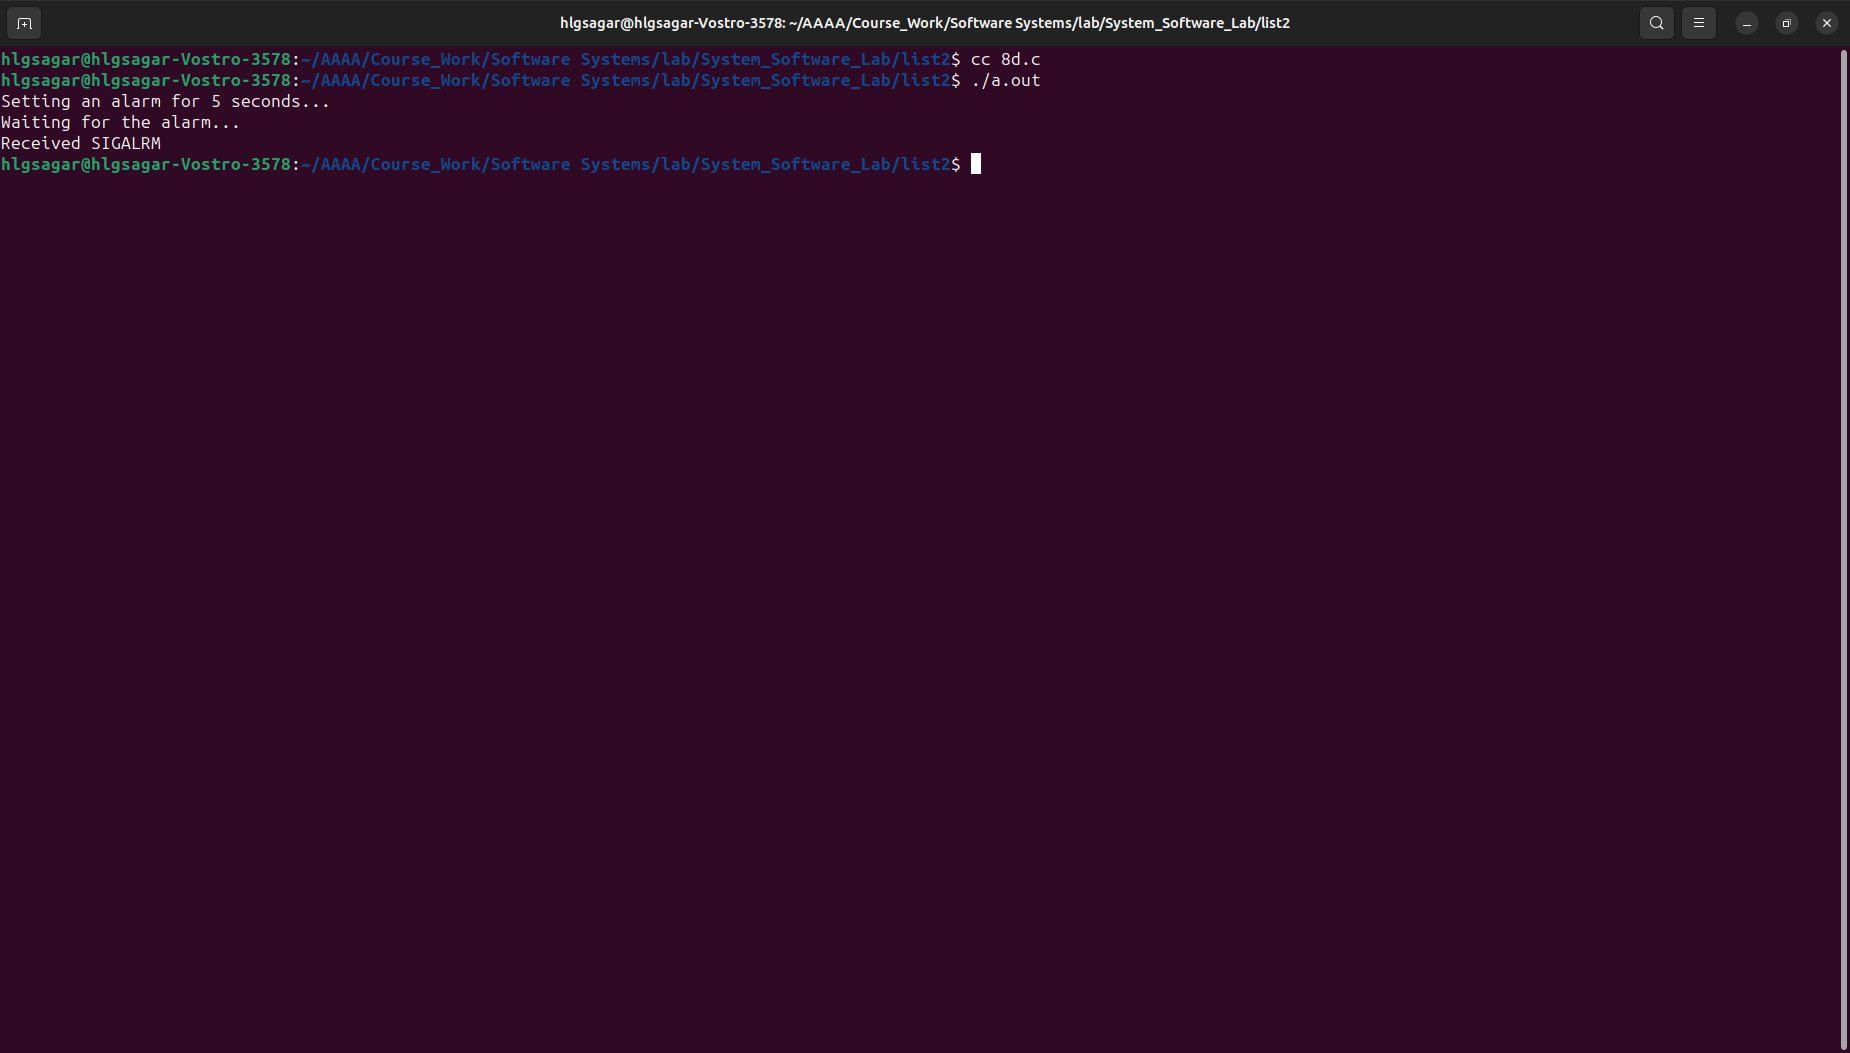 hlgsagar@hlgsagar-Vostro-3578: ~/AAAA/Course_Work/Software Systems/lab/System_Software_Lab/list2
hlgsagar@hlgsagar-Vostro-3578:~/AAAA/Course_Work/Software Systems/lab/System_Software_Lab/list2$ cc 8d.c
hlgsagar@hlgsagar-Vostro-3578:~/AAAA/Course_Work/Software Systems/lab/System_Software_Lab/list2$ ./a.out
Setting an alarm for 5 seconds...
Waiting for the alarm...
Received SIGALRM
hlgsagar@hlgsagar-Vostro-3578:~/AAAA/Course_Work/Software Systems/lab/System_Software_Lab/list2$